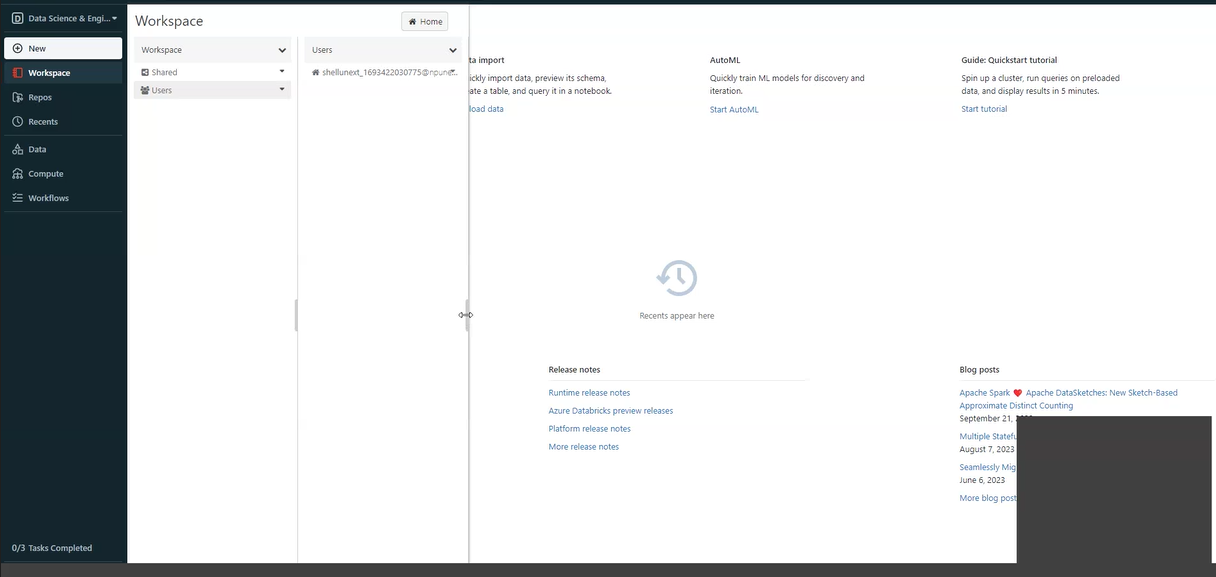 Data Science & Engi...
New
Workspace
Repos
Recents
Data
Compute
Workflows
0/3 Tasks Completed
Workspace
Home
Workspace
Shared
Users
Users
shellunext_1693422030775@npune...
ta import
ickly import data, preview its schema,
ate a table, and query it in a notebook.
load data
AutoML
Quickly train ML models for discovery and
iteration.
Start AutoML
Guide: Quickstart tutorial
Spin up a cluster, run queries on preloaded
data, and display results in 5 minutes.
Start tutorial
Recents appear here
Release notes
Runtime release notes
Azure Databricks preview releases
Platform release notes
More release notes
Blog posts
Apache Spark ❤️ Apache DataSketches: New Sketch-Based
Approximate Distinct Counting
September 21,
Multiple Statefu
August 7, 2023
Seamlessly Mig
June 6, 2023
More blog post